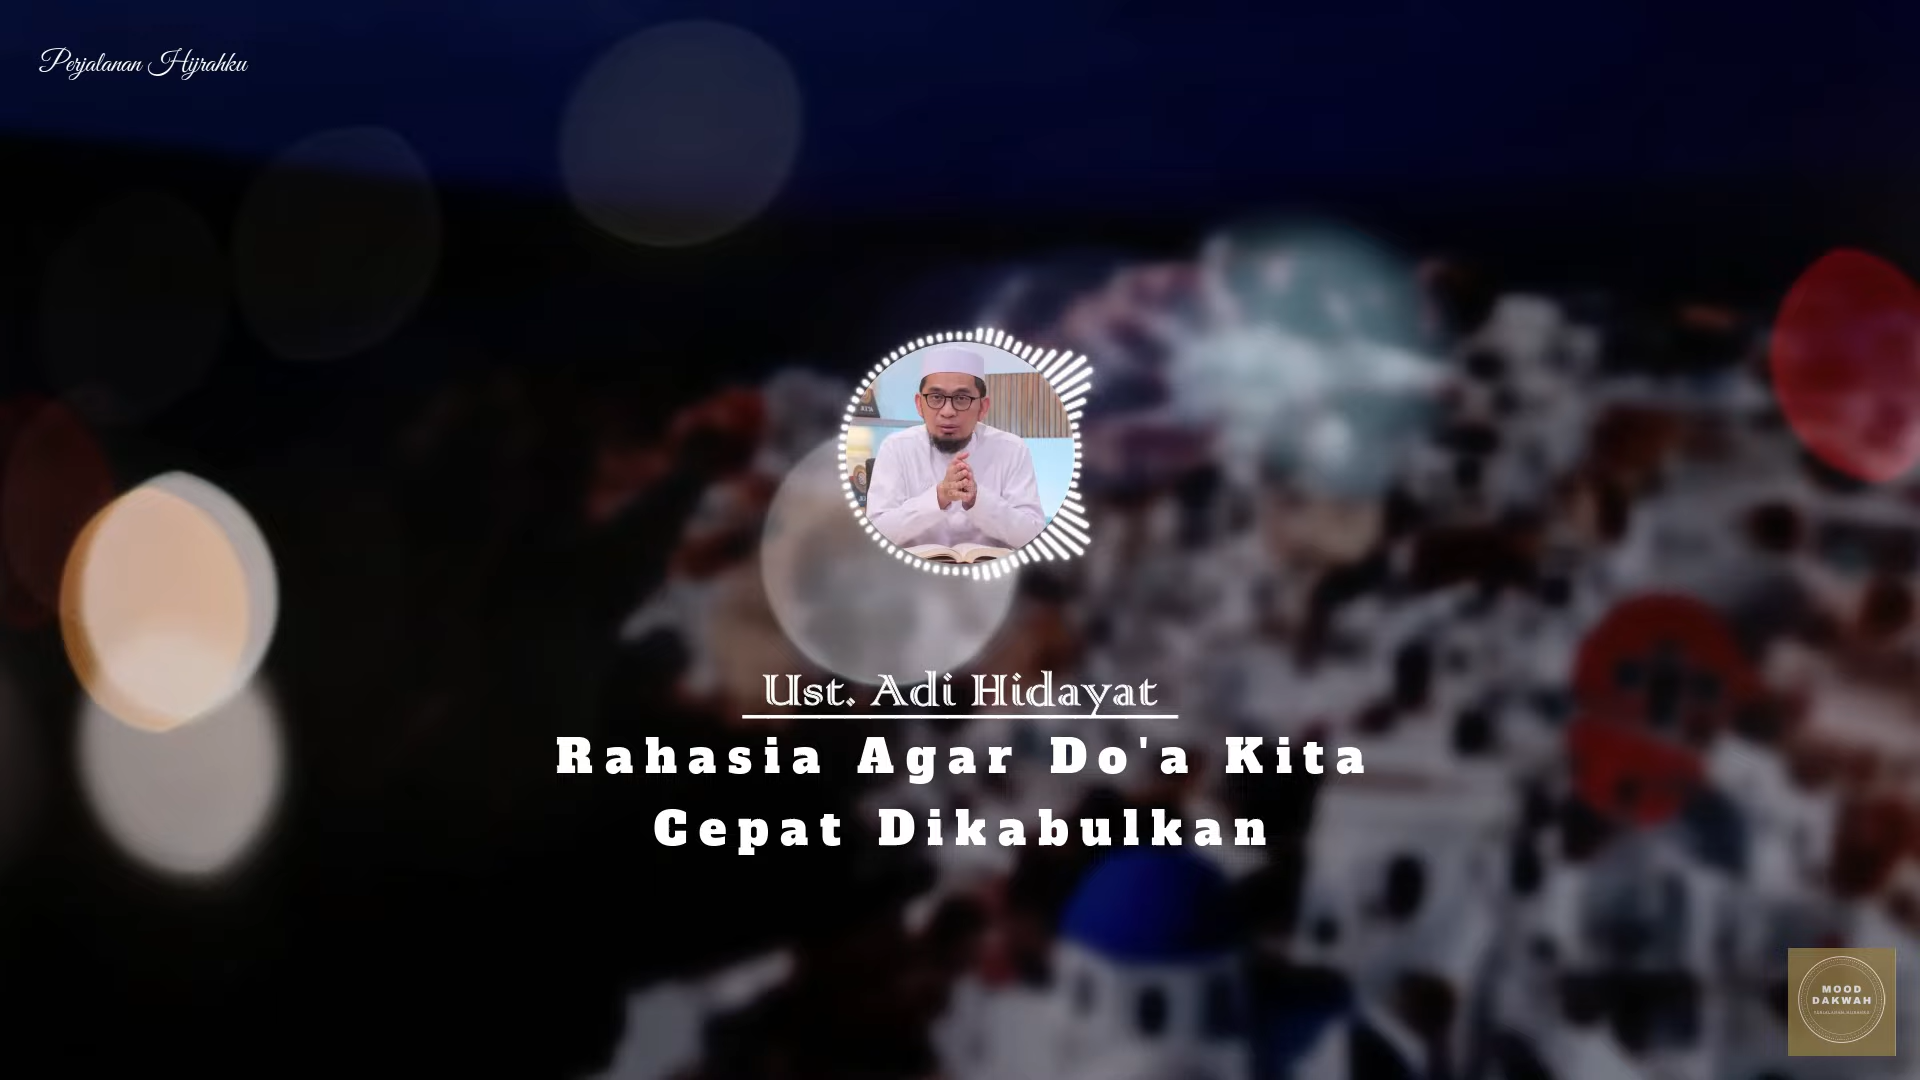 Perjalanan Hijrahku
Ust. Adi Hidayat
Rahasia Agar Do'a Kita
Cepat Dikabulkan
MOOD
DAKWAH